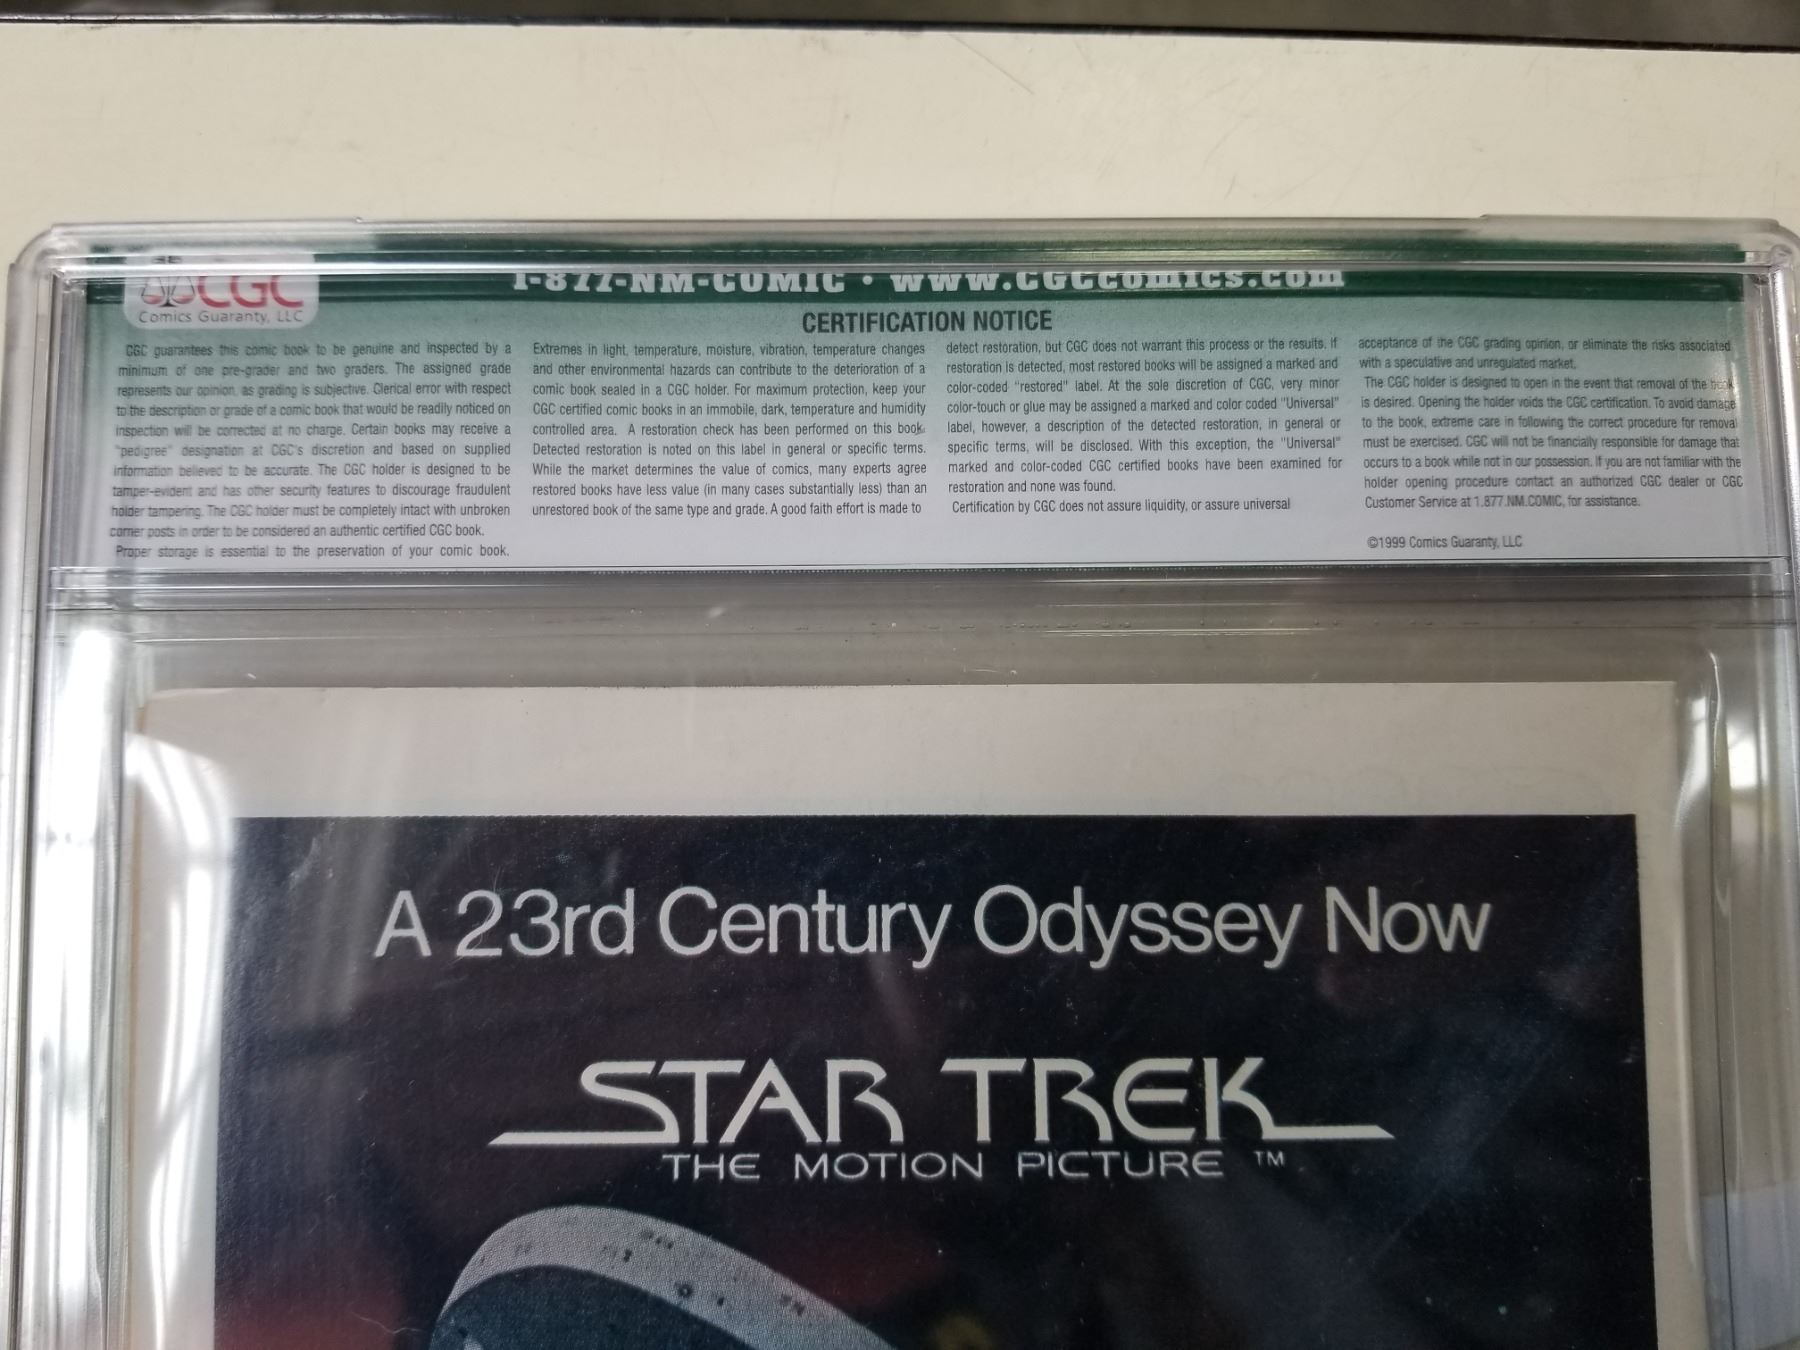 CGC
Comics Guaranty, LLC
1-877-NM-COMIC • www.CGCcomics.com
CERTIFICATION NOTICE
CGC guarantees this comic book to be genuine and inspected by a
minimum of one pre-grader and two graders. The assigned grade
represents our opinion, as grading is subjective. Clerical error with respect
to the description or grade of a comic book that would be readily noticed on
inspection will be corrected at no charge. Certain books may receive a
"pedigree" designation at CGC's discretion and based on supplied
information believed to be accurate. The CGC holder is designed to be
tamper-evident and has other security features to discourage fraudulent
holder tampering. The CGC holder must be completely intact with unbroken
corner posts in order to be considered an authentic certified CGC book.
Proper storage is essential to the preservation of your comic book.
Extremes in light, temperature, moisture, vibration, temperature changes
and other environmental hazards can contribute to the deterioration of a
comic book sealed in a CGC holder. For maximum protection, keep your
CGC certified comic books in an immobile, dark, temperature and humidity
controlled area. A restoration check has been performed on this book.
Detected restoration is noted on this label in general or specific terms.
While the market determines the value of comics, many experts agree
restored books have less value (in many cases substantially less) than an
unrestored book of the same type and grade. A good faith effort is made to
detect restoration, but CGC does not warrant this process or the results. If
restoration is detected, most restored books will be assigned a marked and
color-coded "restored" label. At the sole discretion of CGC, very minor
color-touch or glue may be assigned a marked and color coded "Universal"
label, however, a description of the detected restoration, in general or
specific terms, will be disclosed. With this exception, the "Universal"
marked and color-coded CGC certified books have been examined for
restoration and none was found.
Certification by CGC does not assure liquidity, or assure universal
acceptance of the CGC grading opinion, or eliminate the risks associated
with a speculative and unregulated market.
The CGC holder is designed to open in the event that removal of the book
is desired. Opening the holder voids the CGC certification. To avoid damage
to the book, extreme care in following the correct procedure for removal
must be exercised. CGC will not be financially responsible for damage that
occurs to a book while not in our possession. If you are not familiar with the
holder opening procedure contact an authorized CGC dealer or CGC
Customer Service at 1.877.NM.COMIC, for assistance.
©1999 Comics Guaranty, LLC
A 23rd Century Odyssey Now
STAR TREK
THE MOTION PICTURE ™